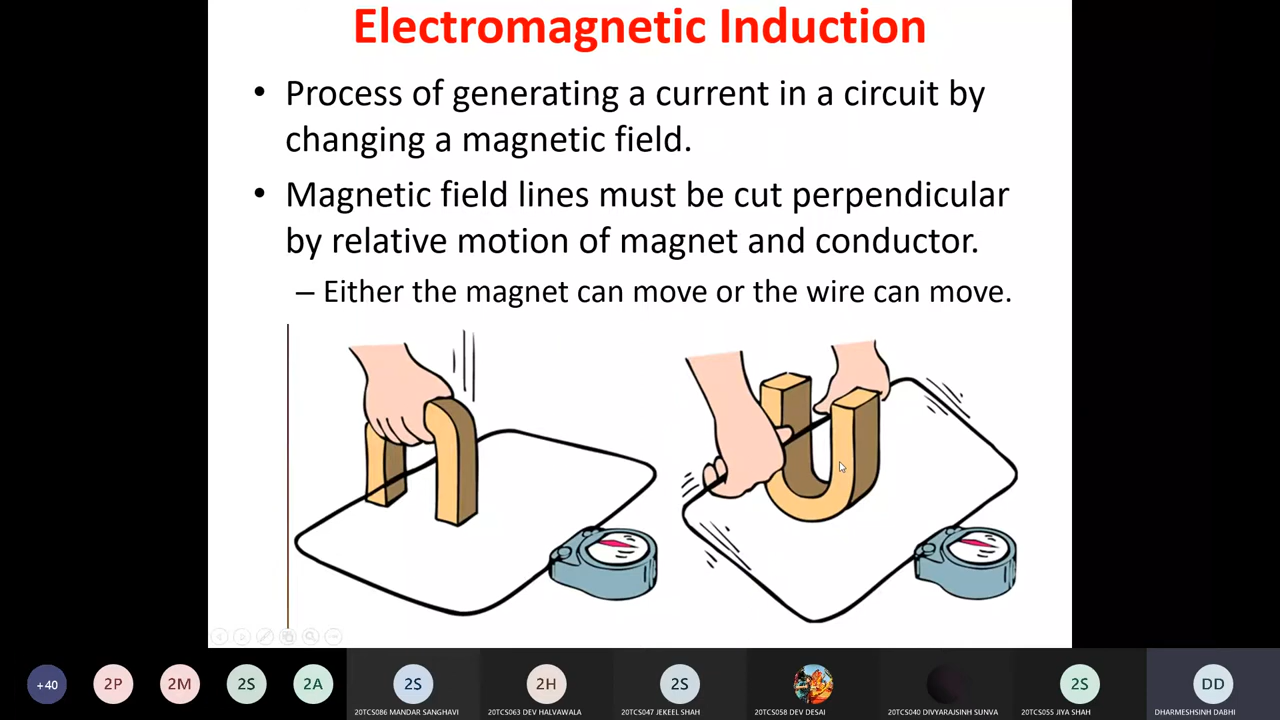 Electromagnetic Induction
• Process of generating a current in a circuit by
changing a magnetic field.
• Magnetic field lines must be cut perpendicular
by relative motion of magnet and conductor.
– Either the magnet can move or the wire can move.
+40
2P
2M
2S
2A
2S
2H
2S
2S
DD
20TCS086 MANDAR SANGHAVI
20TCS063 DEV HALVAWALA
20TCS047 JEKEEL SHAH
20TCS058 DEV DESAI
20TCS040 DIVYARAJSINH SUNVA
20TCS055 JIYA SHAH
DHARMESHSINH DABHI